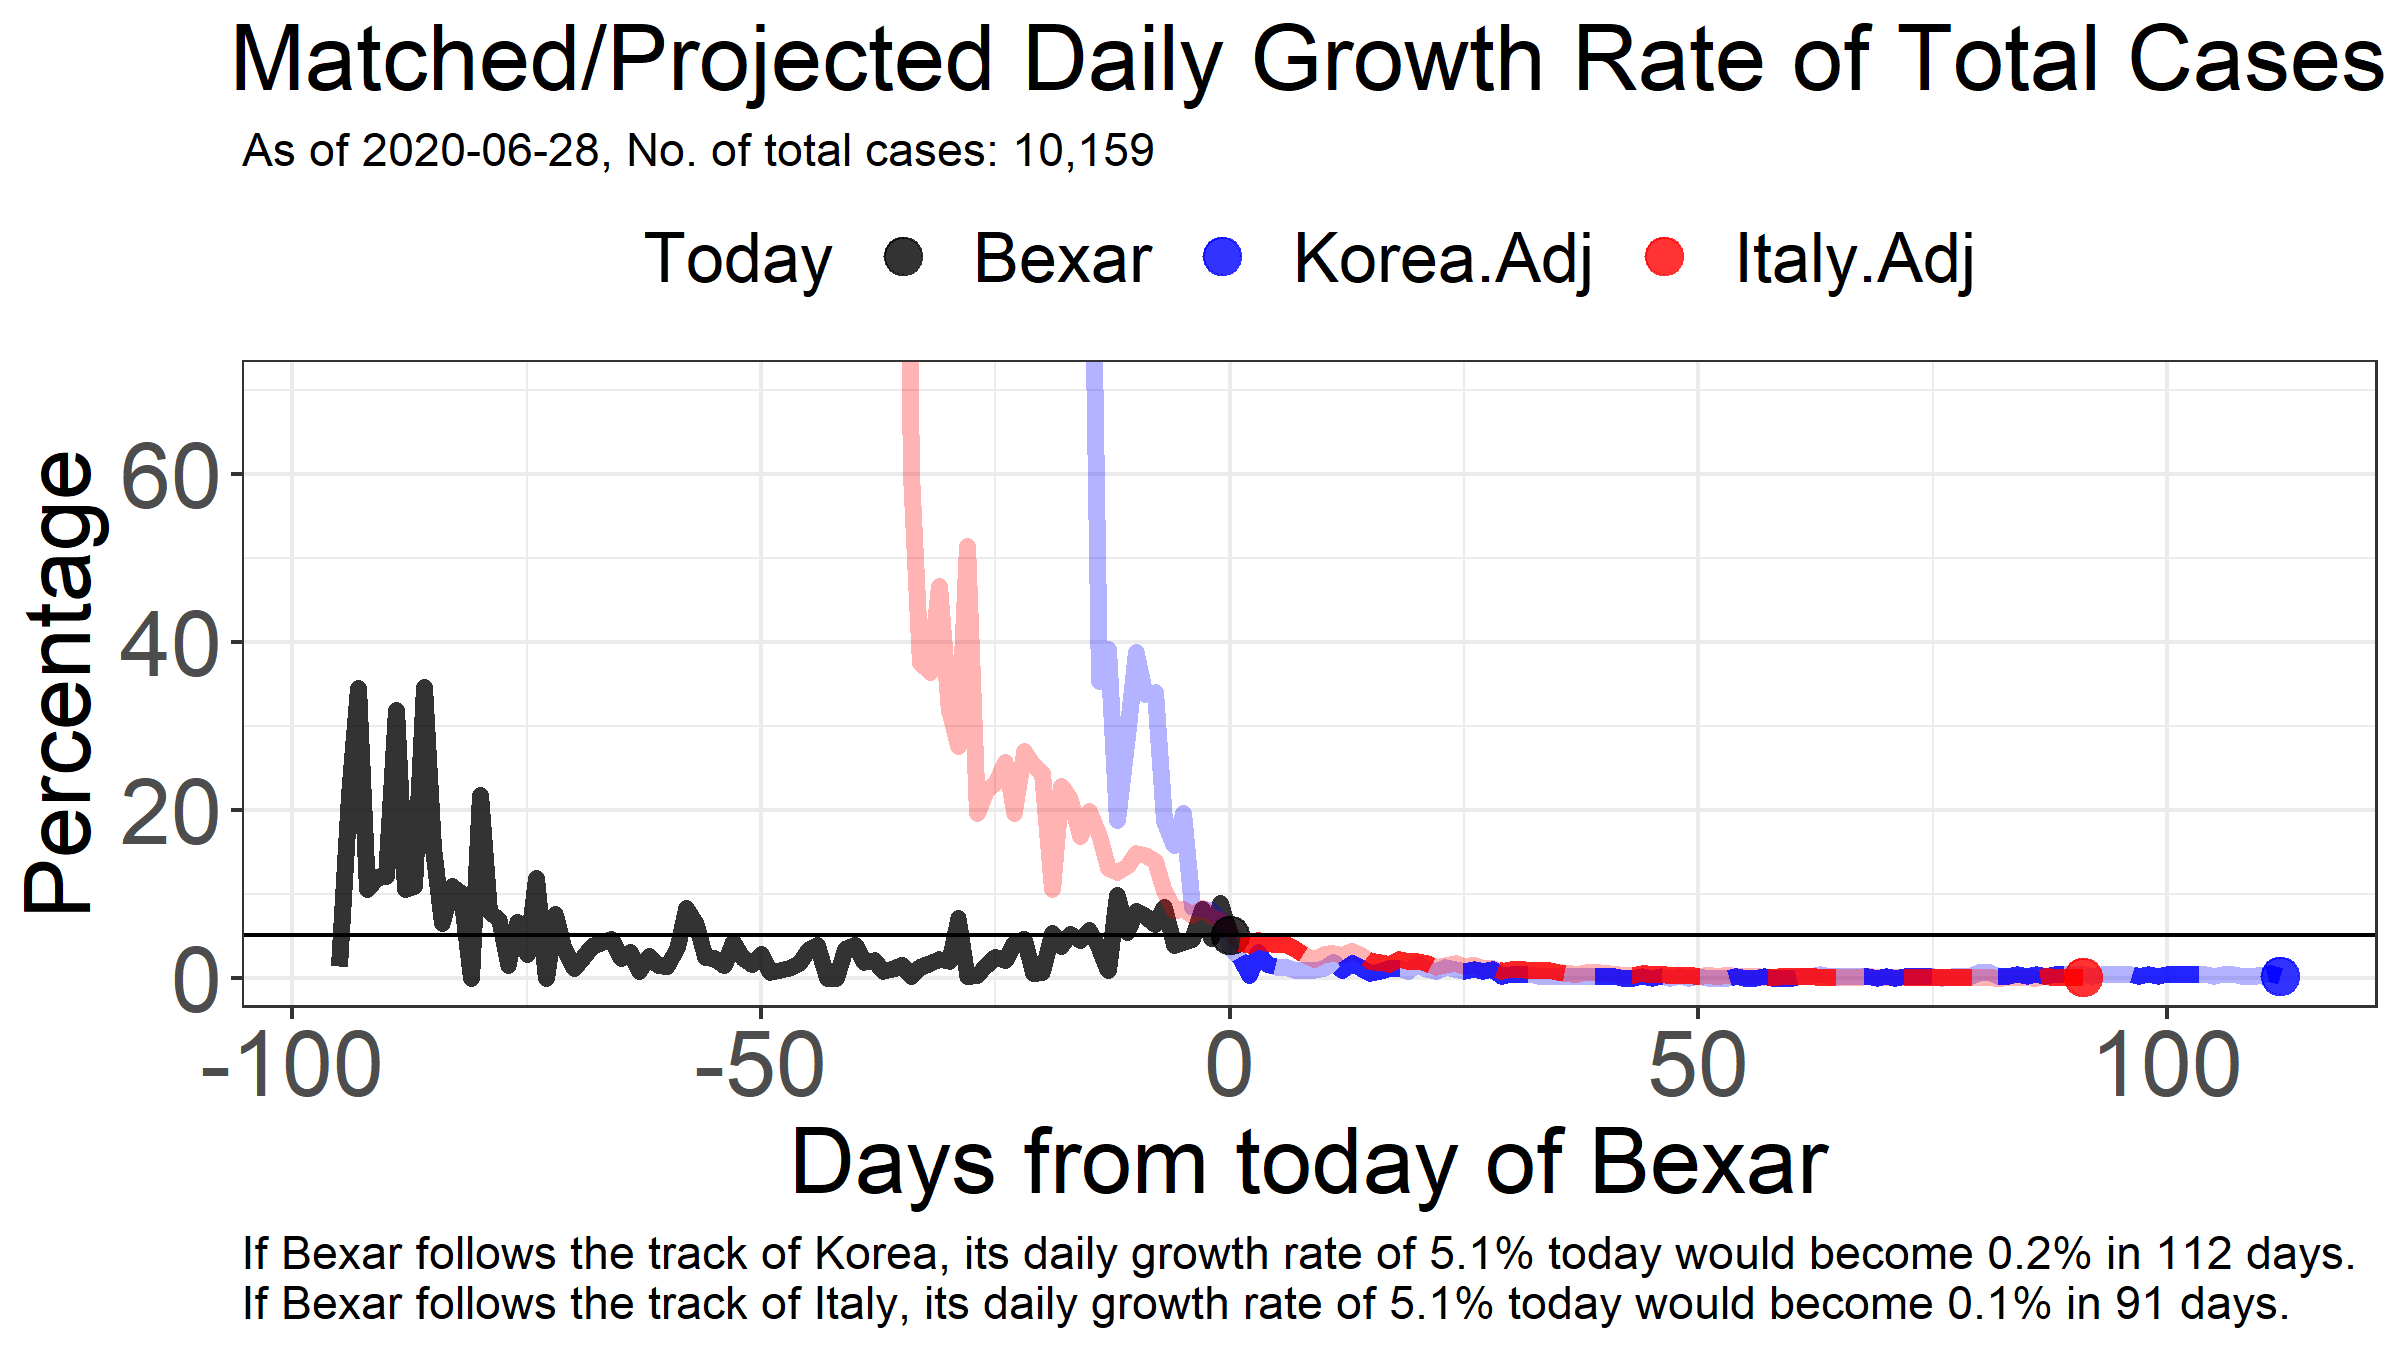 Matched/Projected Daily Growth Rate of Total Cases
As of 2020-06-28, No. of total cases: 10,159
Today Bexar Korea.Adj Italy.Adj
Percentage
60
40
20
0
-100 -50 0 50 100
Days from today of Bexar
If Bexar follows the track of Korea, its daily growth rate of 5.1% today would become 0.2% in 112 days.
If Bexar follows the track of Italy, its daily growth rate of 5.1% today would become 0.1% in 91 days.